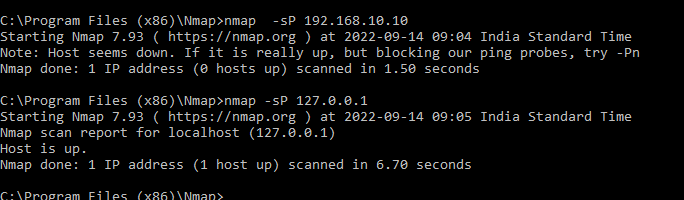 C:\Program Files (x86)\Nmap>nmap  -sP 192.168.10.10
Starting Nmap 7.93 ( https://nmap.org ) at 2022-09-14 09:04 India Standard Time
Note: Host seems down. If it is really up, but blocking our ping probes, try -Pn
Nmap done: 1 IP address (0 hosts up) scanned in 1.50 seconds
C:\Program Files (x86)\Nmap>nmap -sP 127.0.0.1
Starting Nmap 7.93 ( https://nmap.org ) at 2022-09-14 09:05 India Standard Time
Nmap scan report for localhost (127.0.0.1)
Host is up.
Nmap done: 1 IP address (1 host up) scanned in 6.70 seconds
C:\Program Files (x86)\Nmap>